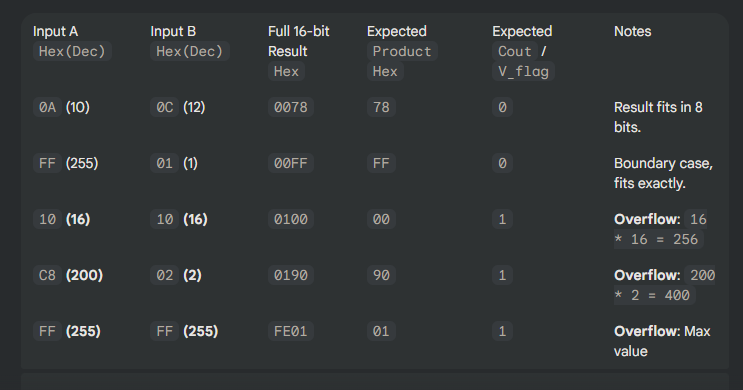 Input A Input B Full 16-bit Expected Expected Notes
Hex(Dec) Hex(Dec) Result Product Cout /
Hex Hex V_flag
0A (10) 0C (12) 0078 78 0 Result fits in 8
bits.
FF (255) 01 (1) 00FF FF 0 Boundary case,
fits exactly.
10 (16) 10 (16) 0100 00 1 Overflow: 16
* 16 = 256
C8 (200) 02 (2) 0190 90 1 Overflow: 200
* 2 = 400
FF (255) FF (255) FE01 01 1 Overflow: Max
value